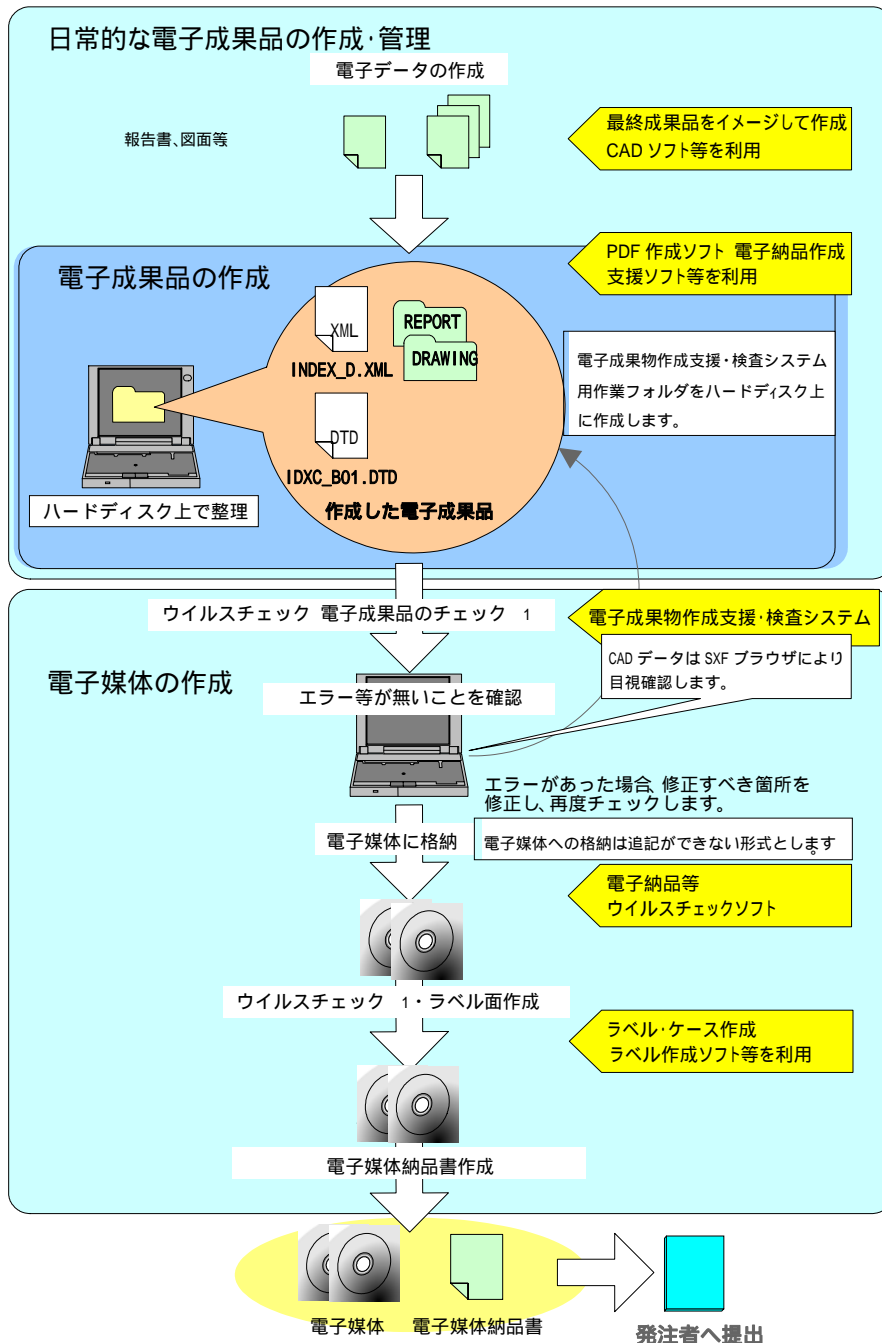 日常的な電子成果品の作成･管理
電子データの作成
報告書､図面等
最終成果品をイメージして作成
CAD ソフト等を利用
電子成果品の作成
PDF 作成ソフト 電子納品作成
支援ソフト等を利用
XML
INDEX_D.XML
REPORT
DRAWING
DTD
IDXC_B01.DTD
作成した電子成果品
ハードディスク上で整理
電子成果物作成支援・検査システム
用作業フォルダをハードディスク上
に作成します。
ウイルスチェック 電子成果品のチェック 1
電子成果物作成支援･検査システム
CAD データは SXF ブラウザにより
目視確認します。
電子媒体の作成
エラー等が無いことを確認
エラーがあった場合、修正すべき箇所を
修正し､再度チェックします。
電子媒体に格納
電子媒体への格納は追記ができない形式とします。
電子納品等
ウイルスチェックソフト
ウイルスチェック 1・ラベル面作成
ラベル･ケース作成
ラベル作成ソフト等を利用
電子媒体納品書作成
電子媒体
電子媒体納品書
発注者へ提出